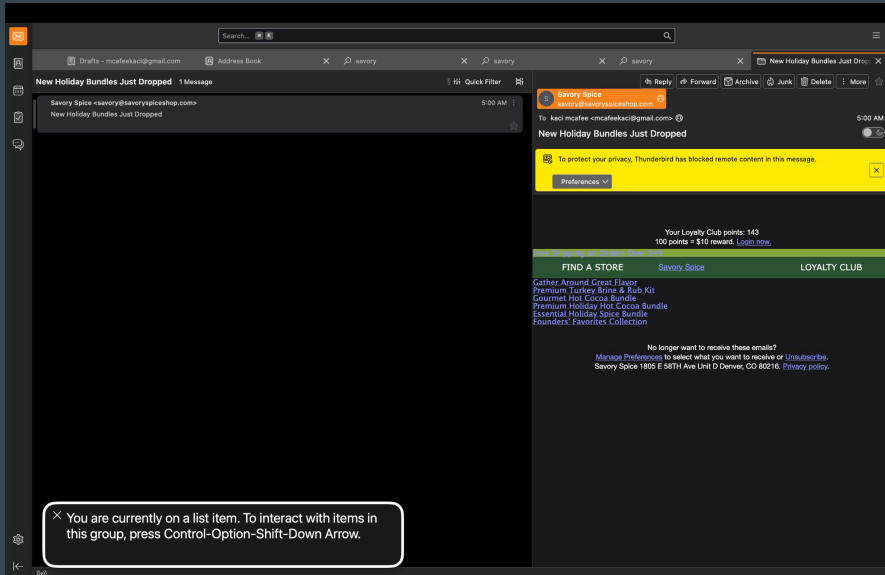 Search... ⌘ K
Drafts - mcafeekaci@gmail.com
Address Book
savory
savory
savory
New Holiday Bundles Just Drop
New Holiday Bundles Just Dropped 1 Message
Quick Filter
Savory Spice <savory@savoryspiceshop.com>
5:00 AM
New Holiday Bundles Just Dropped
Reply
Forward
Archive
Junk
Delete
More
S
Savory Spice
savory@savoryspiceshop.com
To kaci mcafee <mcafeekaci@gmail.com>
5:00 AM
New Holiday Bundles Just Dropped
To protect your privacy, Thunderbird has blocked remote content in this message.
Preferences
Your Loyalty Club points: 143
100 points = $10 reward. Login now.
FIND A STORE
Savory Spice
LOYALTY CLUB
Gather Around Great Flavor
Premium Turkey Brine & Rub Kit
Gourmet Hot Cocoa Bundle
Premium Holiday Hot Cocoa Bundle
Essential Holiday Spice Bundle
Founders' Favorites Collection
No longer want to receive these emails?
Manage Preferences to select what you want to receive or Unsubscribe.
Savory Spice 1805 E 58TH Ave Unit D Denver, CO 80216. Privacy policy.
You are currently on a list item. To interact with items in
this group, press Control-Option-Shift-Down Arrow.